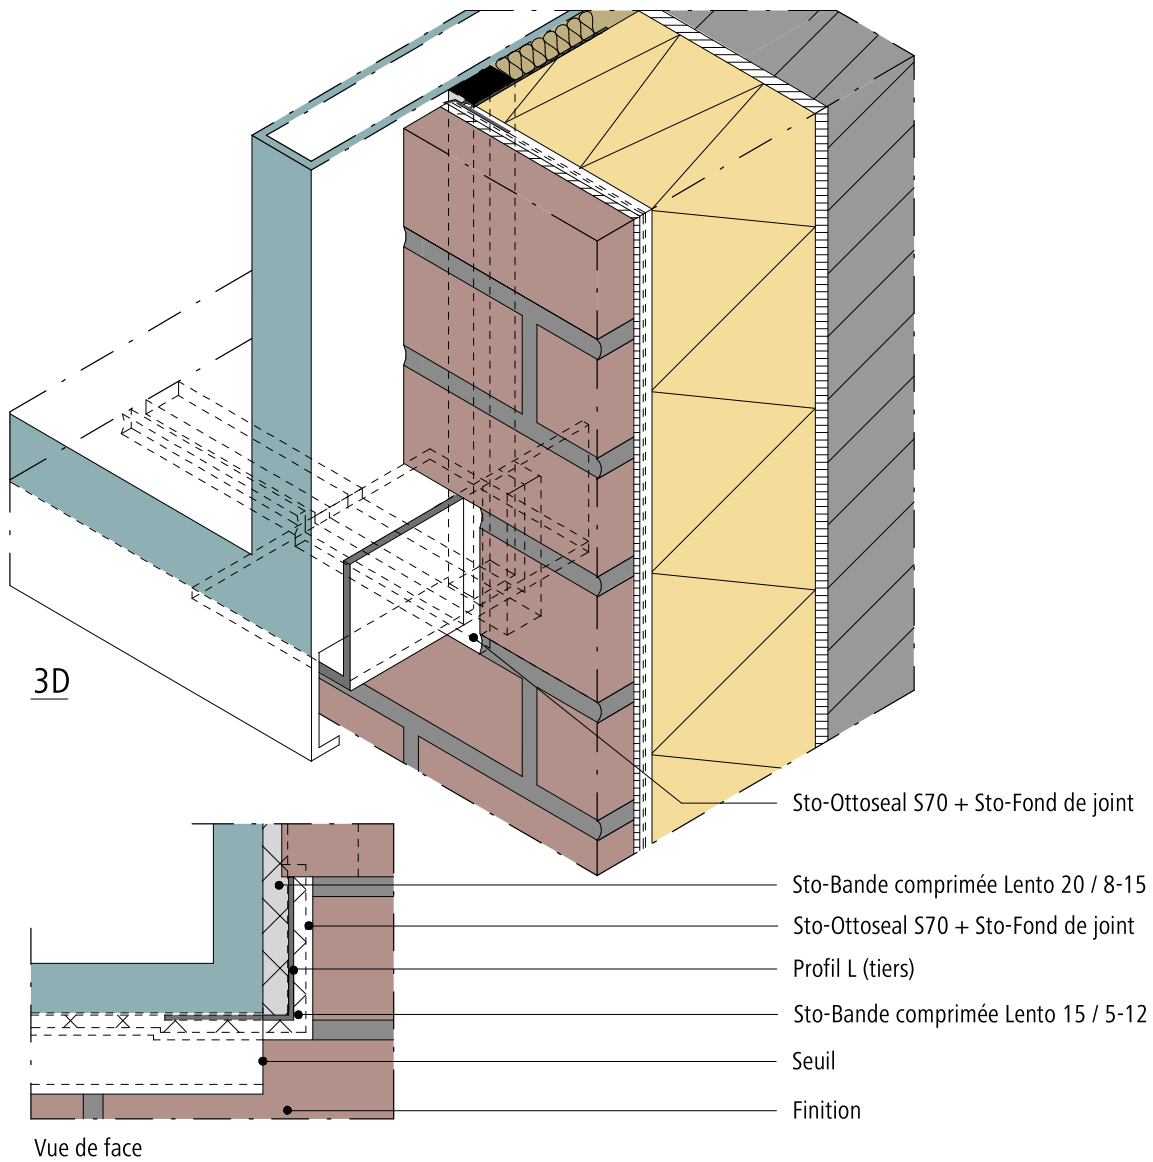 3D
Sto-Ottoseal S70 + Sto-Fond de joint
Sto-Bande comprimée Lento 20 / 8-15
Sto-Ottoseal S70 + Sto-Fond de joint
Profil L (tiers)
Sto-Bande comprimée Lento 15 / 5-12
Seuil
Finition
Vue de face